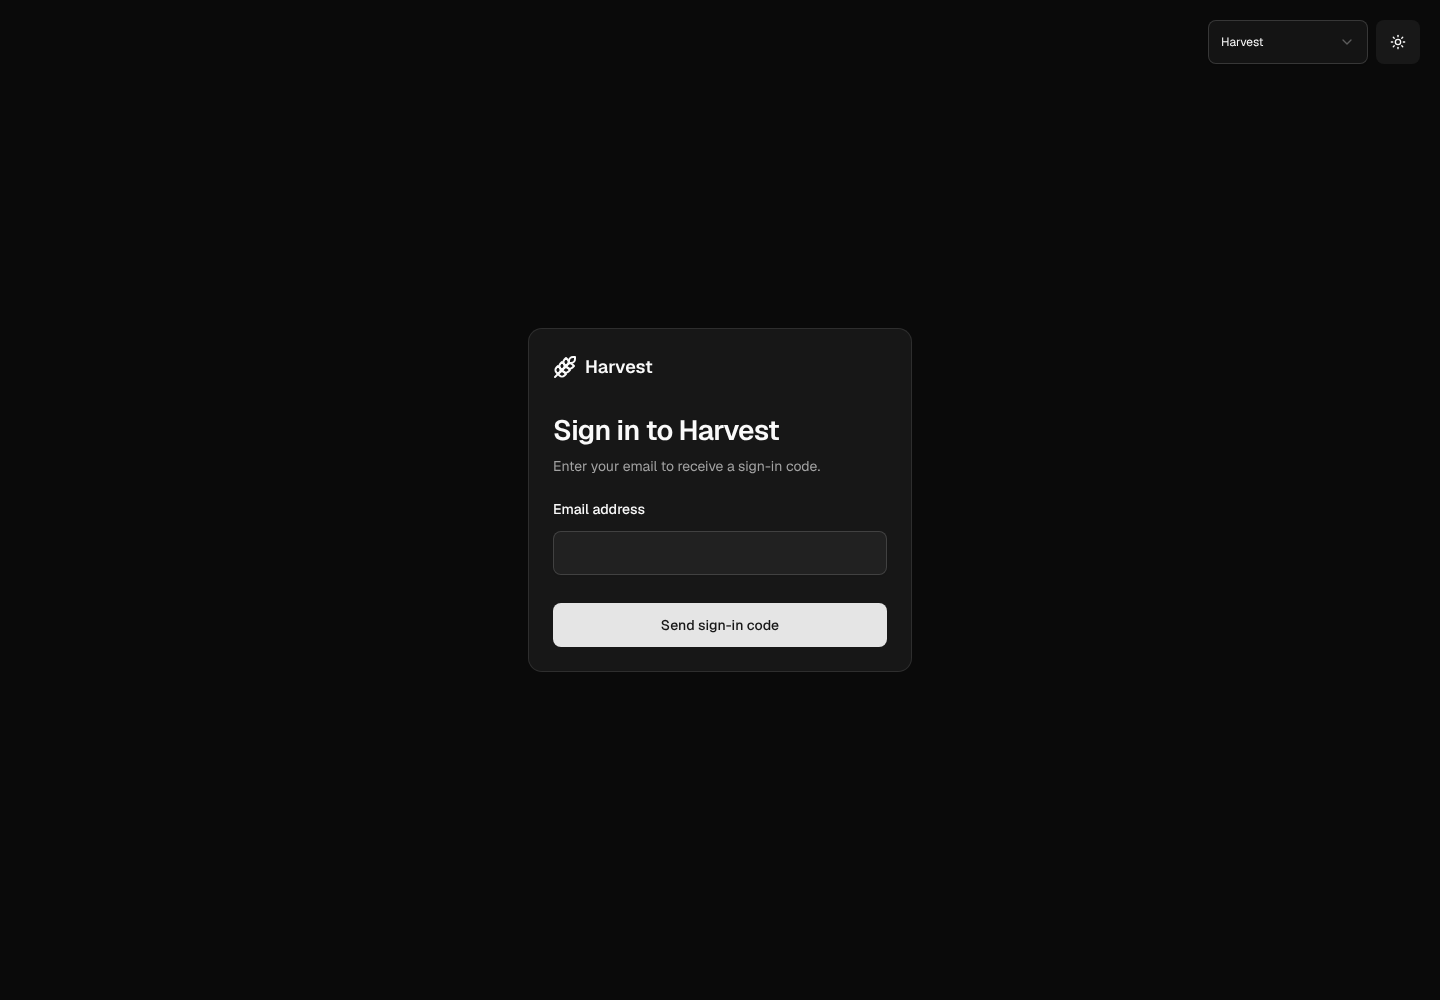 Harvest
Harvest
Sign in to Harvest
Enter your email to receive a sign-in code.
Email address
Send sign-in code